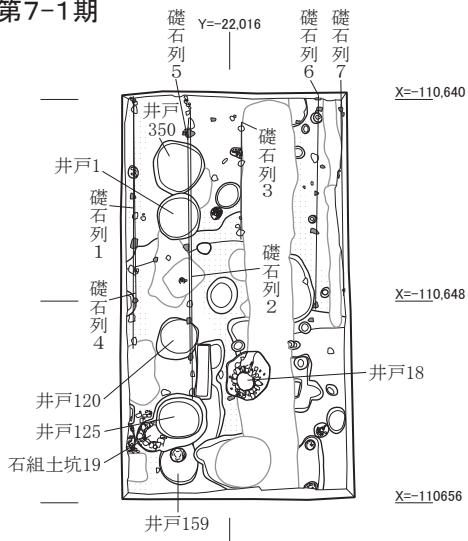 第7-1期
Y=-22,016
礎石列5
礎石列6
礎石列7
X=-110,640
井戸350
井戸1
礎石列3
礎石列1
礎石列2
礎石列4
X=-110,648
井戸18
井戸120
井戸125
石組土坑19
X=-110656
井戸159